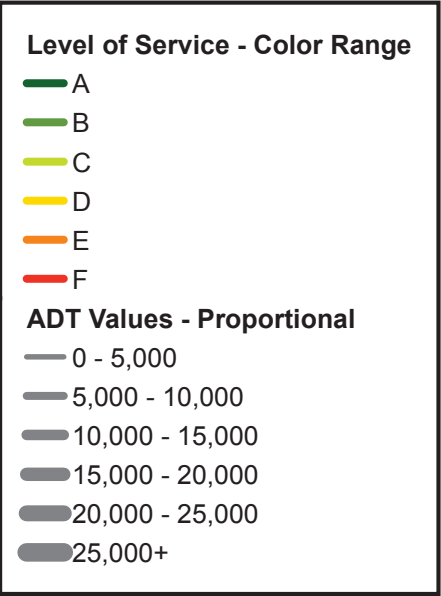 Level of Service - Color Range
A
B
C
D
E
F
ADT Values - Proportional
0 - 5,000
5,000 - 10,000
10,000 - 15,000
15,000 - 20,000
20,000 - 25,000
25,000+